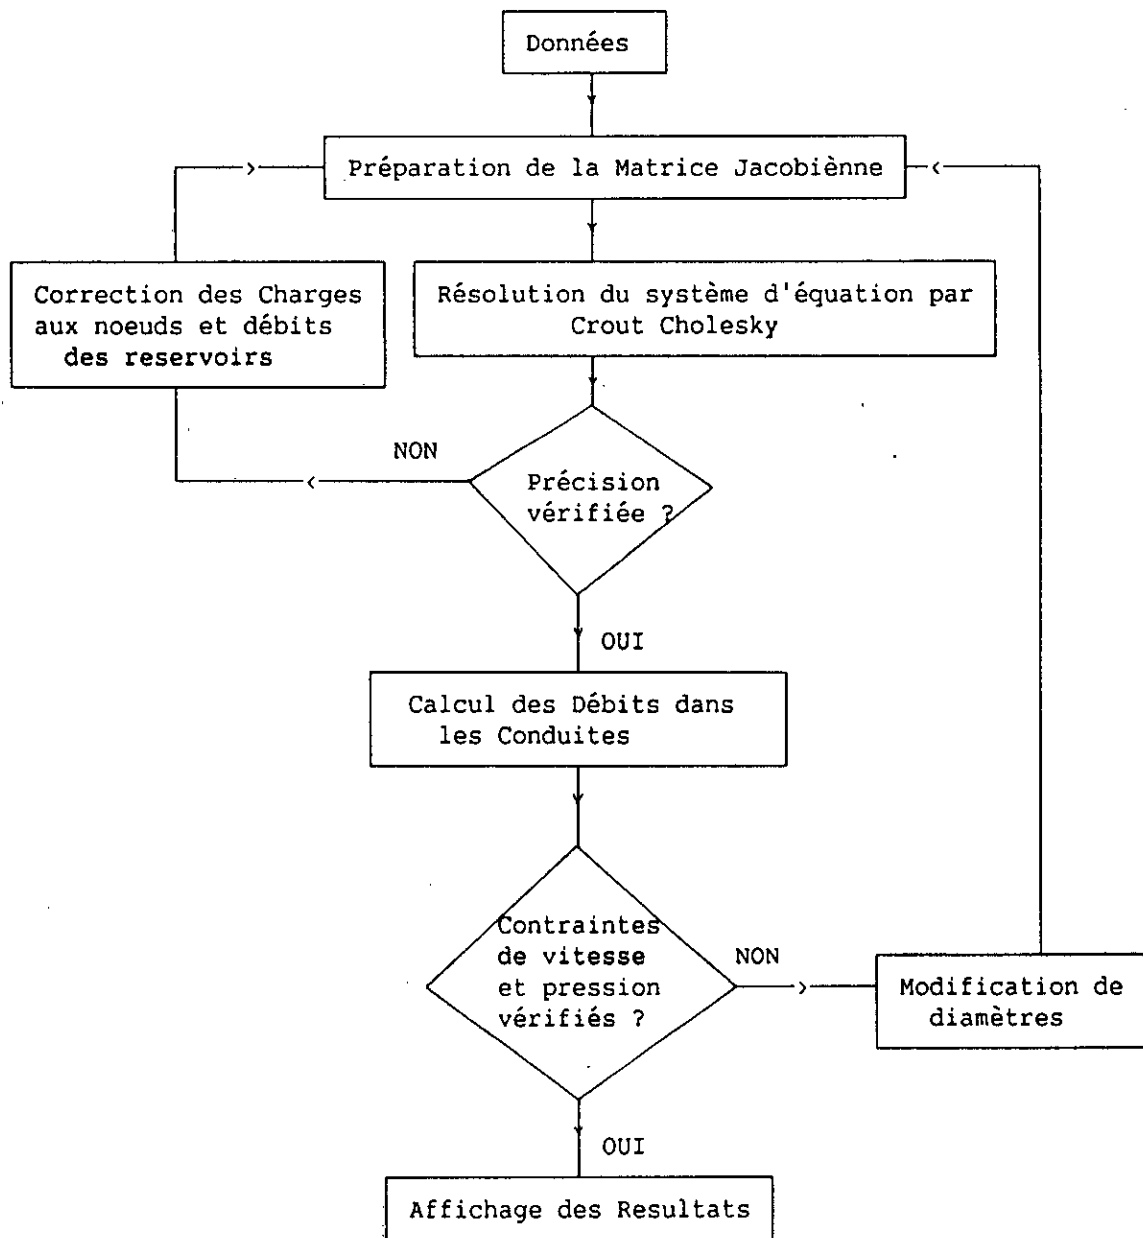 Données
Préparation de la Matrice Jacobiènne
Correction des Charges
aux noeuds et débits
des reservoirs
Résolution du système d'équation par
Crout Cholesky
NON
Précision
vérifiée ?
OUI
Calcul des Débits dans
les Conduites
Contraintes
de vitesse
et pression
vérifiés ?
NON
Modification de
diamètres
OUI
Affichage des Resultats